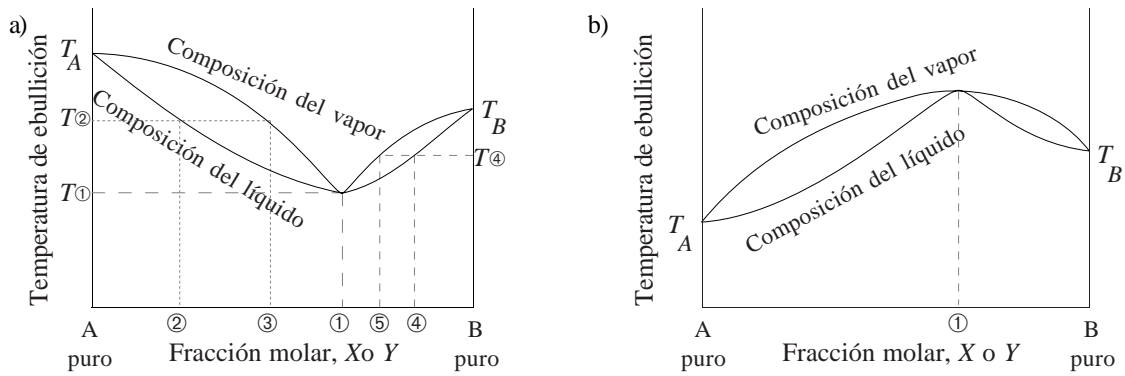 a)
Temperatura de ebullición
T_A
T②
T①
Composición del vapor
Composición del líquido
T_B
T④
A
puro
②
③
①
⑤
④
B
puro
Fracción molar, Xo Y
b)
Temperatura de ebullición
T_A
Composición del vapor
Composición del líquido
T_B
A
puro
①
B
puro
Fracción molar, X o Y